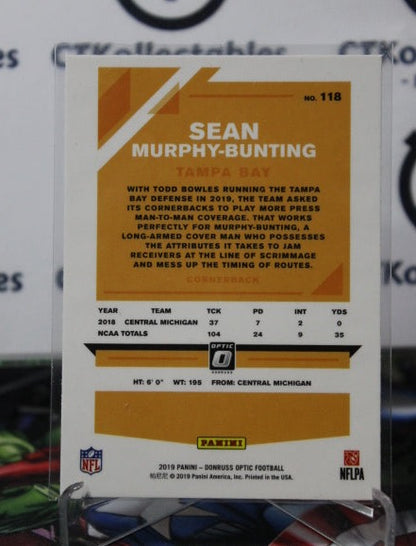 CTKollectables
CTKollectables
NO. 118
SEAN
MURPHY-BUNTING
TAMPA BAY
WITH TODD BOWLES RUNNING THE TAMPA
BAY DEFENSE IN 2019, THE TEAM ASKED
ITS CORNERBACKS TO PLAY MORE PRESS
MAN-TO-MAN COVERAGE. THAT WORKS
PERFECTLY FOR MURPHY-BUNTING, A
LONG-ARMED COVER MAN WHO POSSESSES
THE ATTRIBUTES IT TAKES TO JAM
RECEIVERS AT THE LINE OF SCRIMMAGE
AND MESS UP THE TIMING OF ROUTES.
CORNERBACK
YEAR TEAM TCK PD INT YDS
2018 CENTRAL MICHIGAN 37 7 2 0
NCAA TOTALS 104 24 9 35
OPTIC
DONRUSS
HT: 6' 0" WT: 195 FROM: CENTRAL MICHIGAN
PANINI
NFL
NFLPA
2019 PANINI – DONRUSS OPTIC FOOTBALL
帕尼尼 © 2019 Panini America, Inc. Printed in the USA.